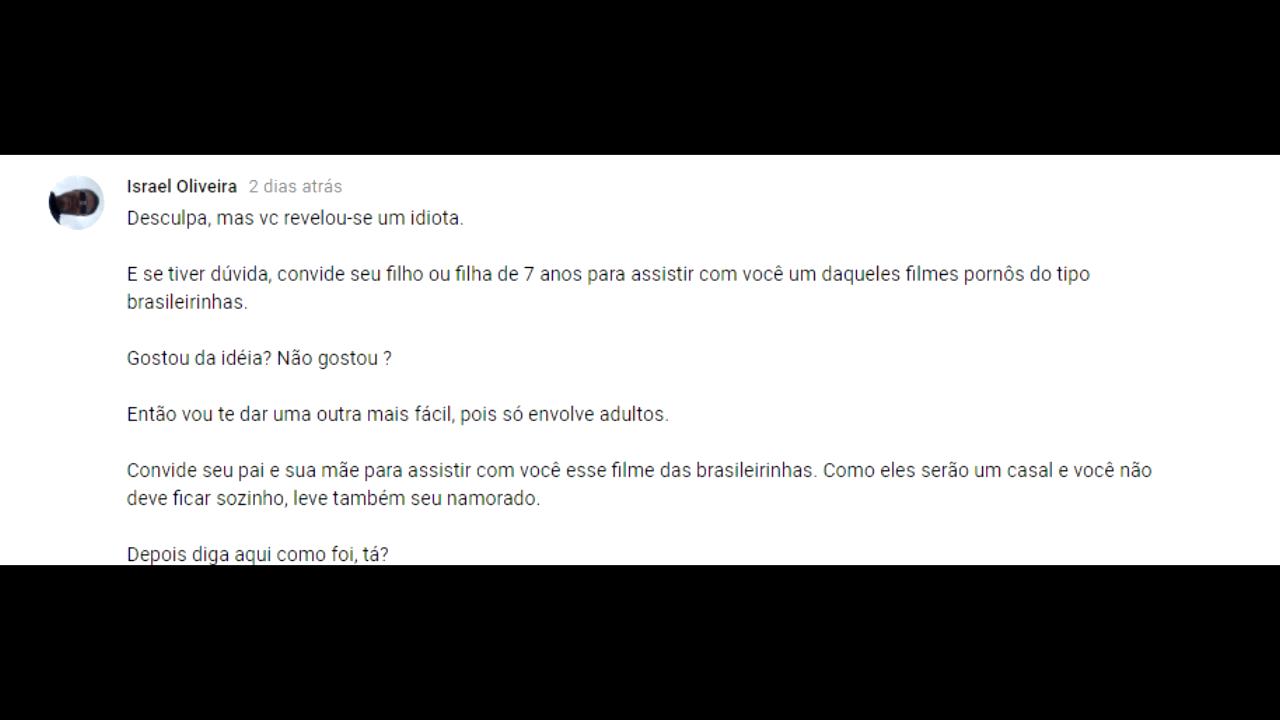 Israel Oliveira 2 dias atrás
Desculpa, mas vc revelou-se um idiota.
E se tiver dúvida, convide seu filho ou filha de 7 anos para assistir com você um daqueles filmes pornôs do tipo
brasileirinhas.
Gostou da idéia? Não gostou ?
Então vou te dar uma outra mais fácil, pois só envolve adultos.
Convide seu pai e sua mãe para assistir com você esse filme das brasileirinhas. Como eles serão um casal e você não
deve ficar sozinho, leve também seu namorado.
Depois diga aqui como foi, tá?